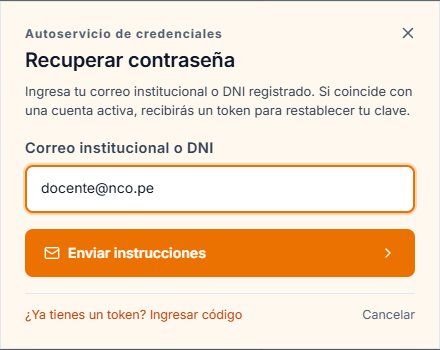 Autoservicio de credenciales
Recuperar contraseña
Ingresa tu correo institucional o DNI registrado. Si coincide con
una cuenta activa, recibirás un token para restablecer tu clave.
Correo institucional o DNI
docente@nco.pe
Enviar instrucciones
¿Ya tienes un token? Ingresar código
Cancelar